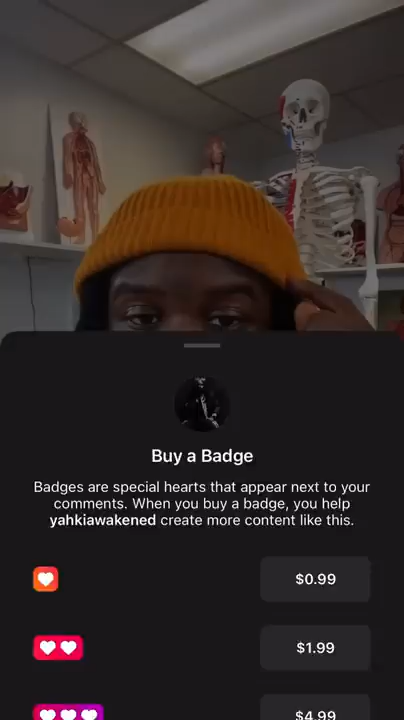 Buy a Badge
Badges are special hearts that appear next to your
comments. When you buy a badge, you help
yahkiawakened create more content like this.
$0.99
$1.99
$4.99